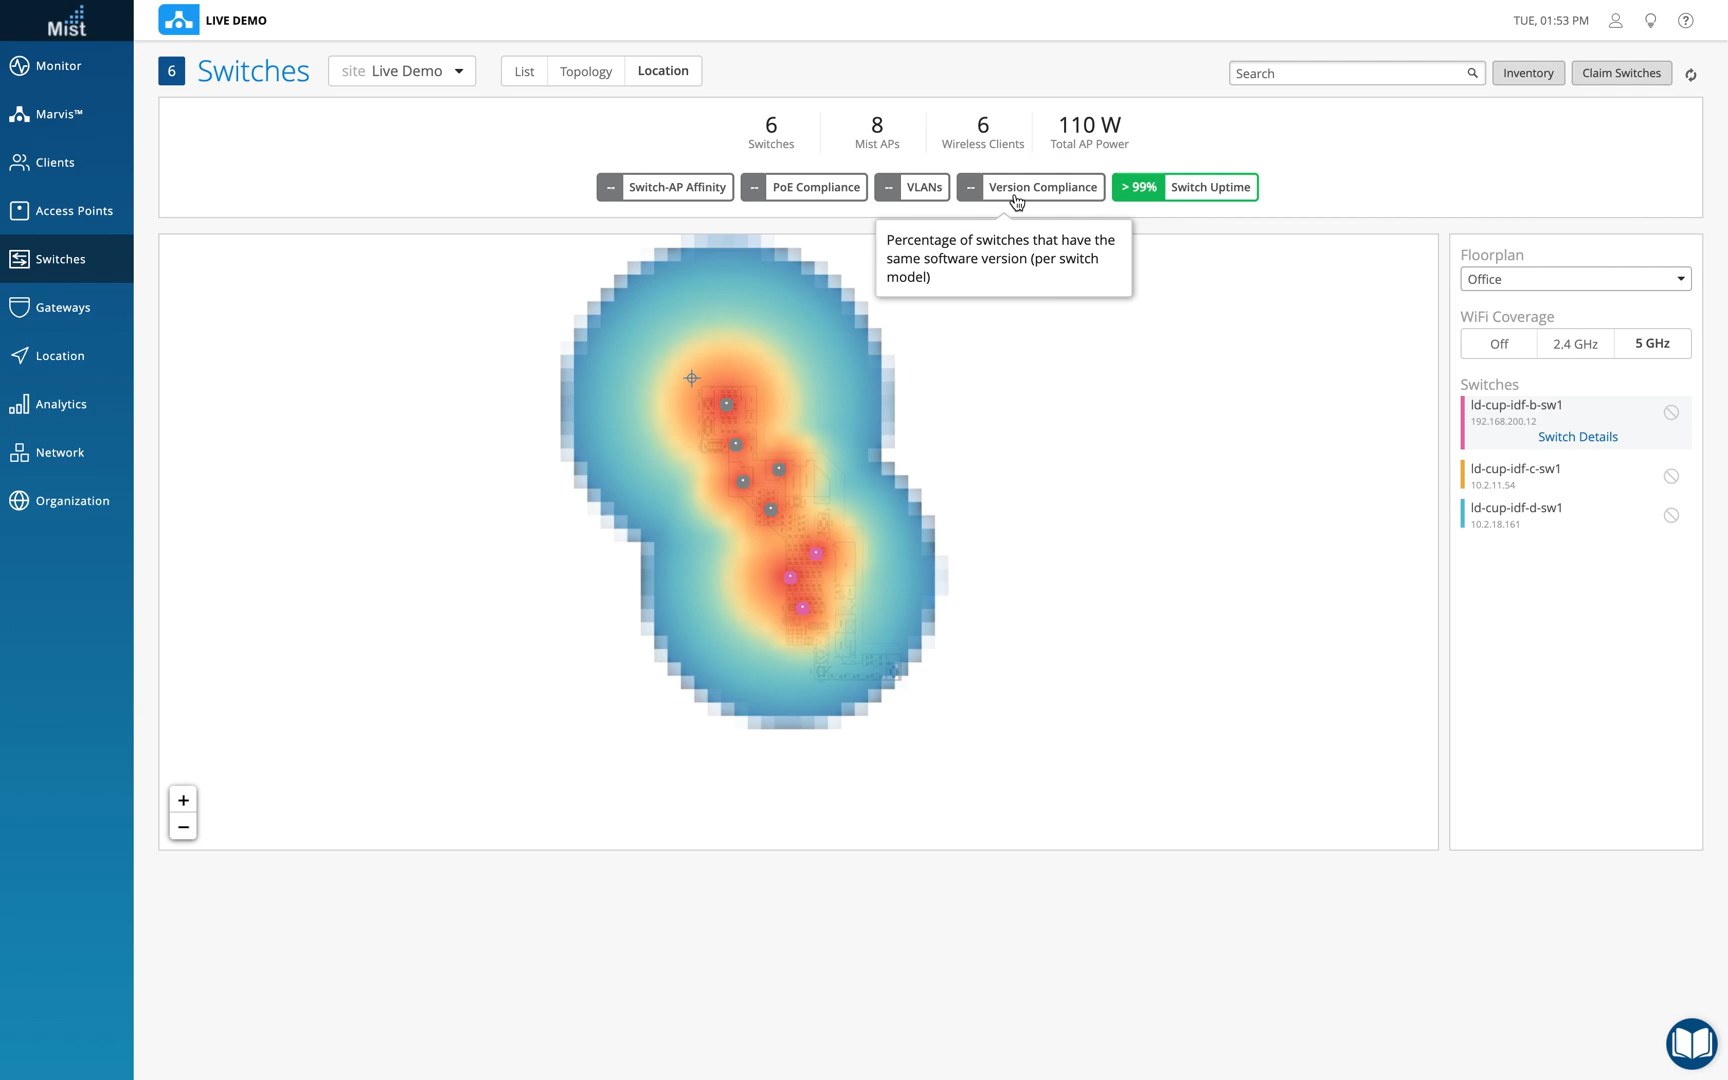 Mist
LIVE DEMO
TUE, 01:53 PM
?
Monitor
Marvis™
Clients
Access Points
Switches
Gateways
Location
Analytics
Network
Organization
6
Switches
site Live Demo
List
Topology
Location
Search
Inventory
Claim Switches
6
Switches
8
Mist APs
6
Wireless Clients
110 W
Total AP Power
-- Switch-AP Affinity
-- PoE Compliance
-- VLANs
-- Version Compliance
> 99% Switch Uptime
Percentage of switches that have the
same software version (per switch
model)
+
−
Floorplan
Office
WiFi Coverage
Off
2.4 GHz
5 GHz
Switches
ld-cup-idf-b-sw1
192.168.200.12
Switch Details
ld-cup-idf-c-sw1
10.2.11.54
ld-cup-idf-d-sw1
10.2.18.161